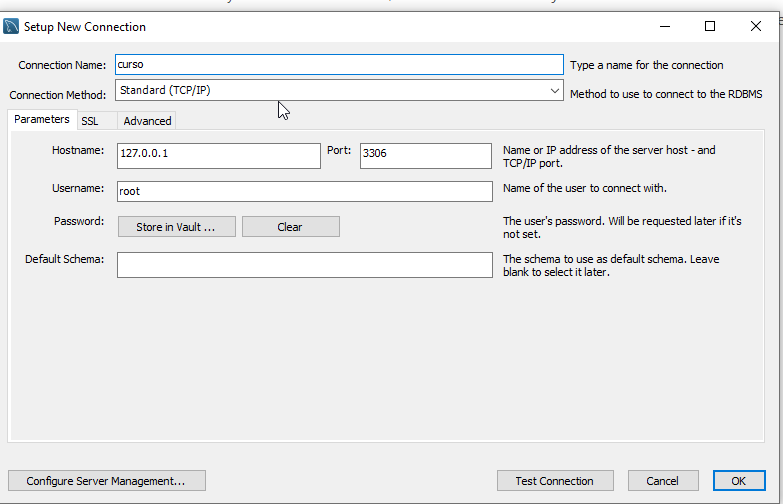 Setup New Connection
Connection Name: curso Type a name for the connection
Connection Method: Standard (TCP/IP) Method to use to connect to the RDBMS
Parameters SSL Advanced
Hostname: 127.0.0.1 Port: 3306 Name or IP address of the server host - and
TCP/IP port.
Username: root Name of the user to connect with.
Password: Store in Vault ... Clear The user's password. Will be requested later if it's
not set.
Default Schema: The schema to use as default schema. Leave
blank to select it later.
Configure Server Management... Test Connection Cancel OK